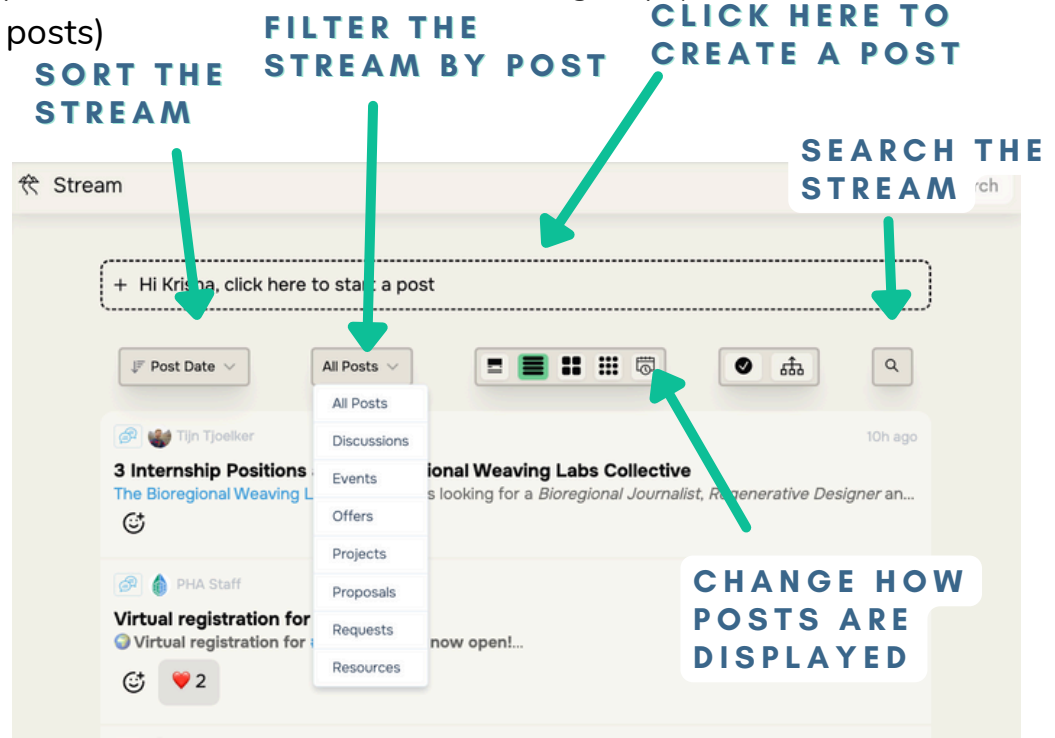 posts)
FILTER THE
STREAM BY POST
CLICK HERE TO
CREATE A POST
SORT THE
STREAM
SEARCH THE
STREAM
Stream
rch
+ Hi Krisna, click here to start a post
Post Date
All Posts
All Posts
Discussions
Events
Offers
Projects
Proposals
Requests
Resources
Tijn Tjoelker
10h ago
3 Internship Positions
ional Weaving Labs Collective
The Bioregional Weaving L
s looking for a Bioregional Journalist, Regenerative Designer an...
PHA Staff
Virtual registration for
Virtual registration for
now open!...
2
CHANGE HOW
POSTS ARE
DISPLAYED